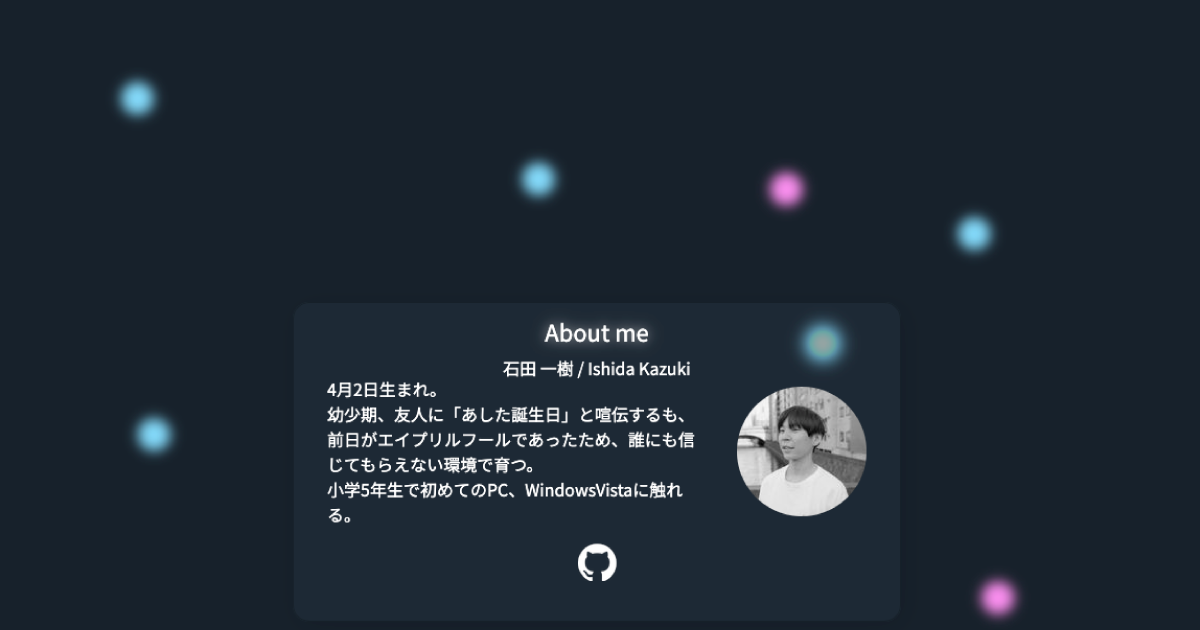 About me
石田 一樹 / Ishida Kazuki
4月2日生まれ。
幼少期、友人に「あした誕生日」と喧伝するも、
前日がエイプリルフールであったため、誰にも信
じてもらえない環境で育つ。
小学5年生で初めてのPC、WindowsVistaに触れ
る。